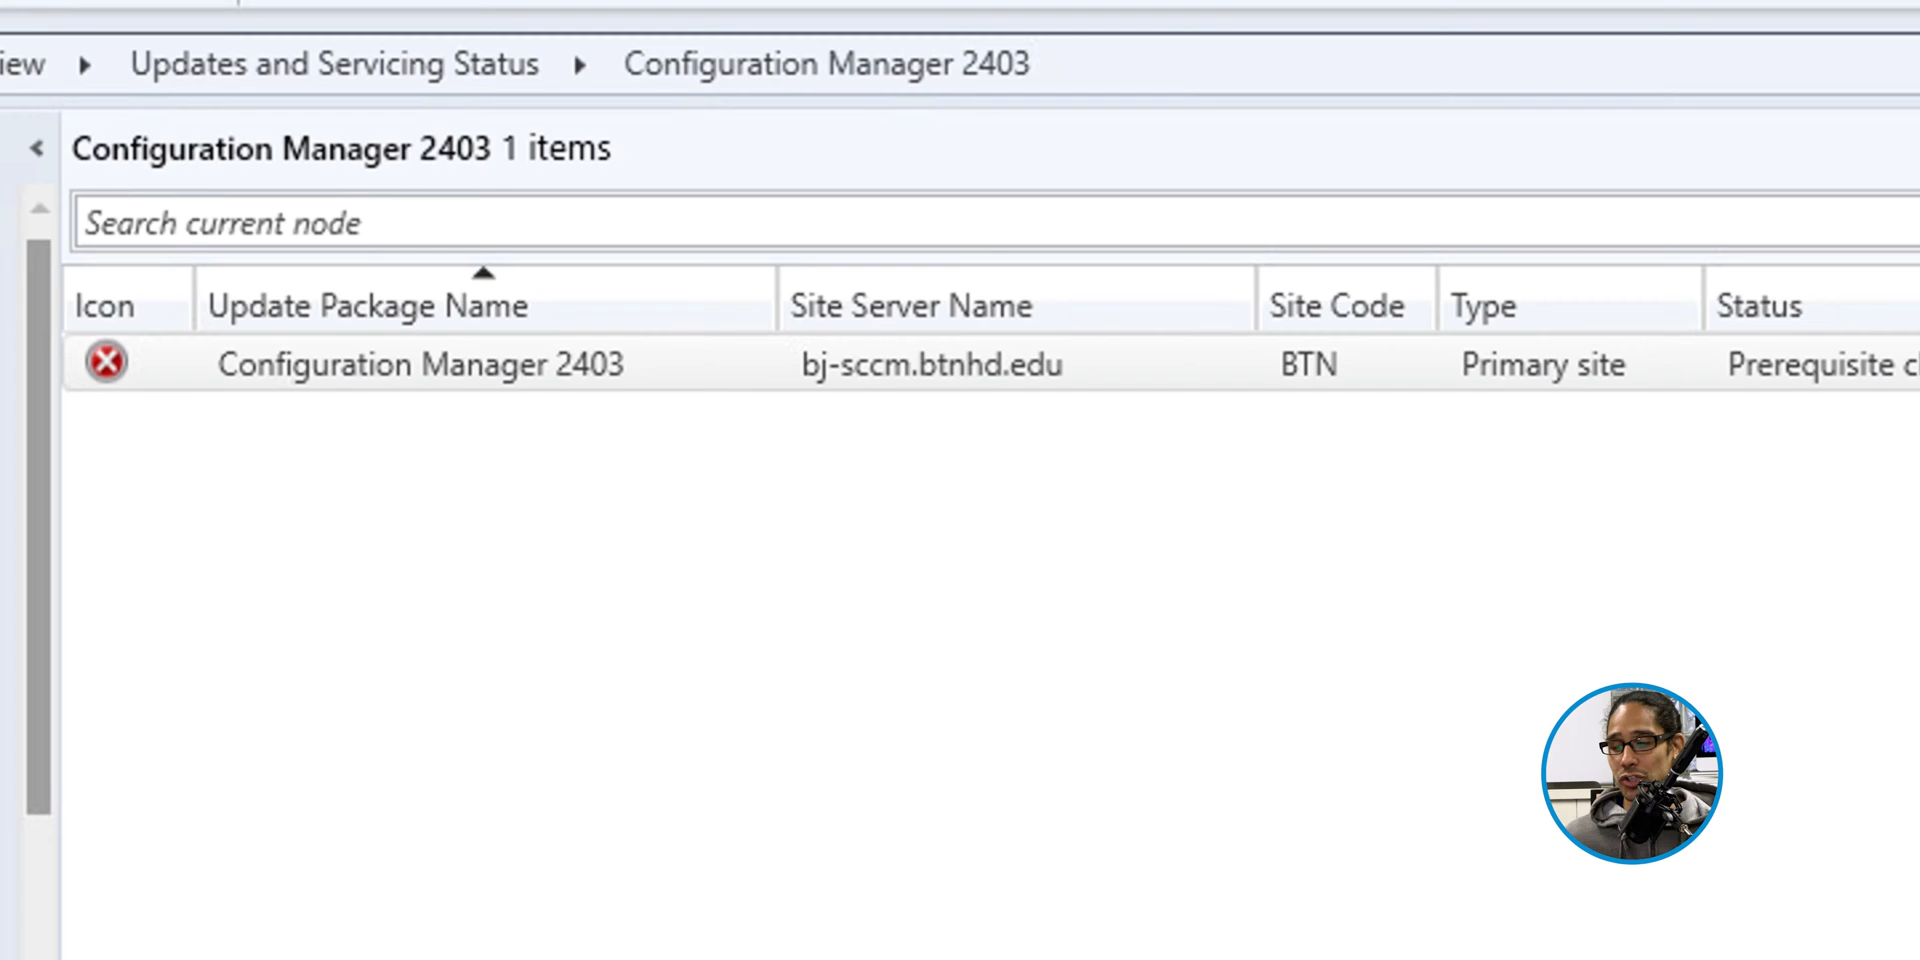 iew ▸ Updates and Servicing Status ▸ Configuration Manager 2403
Configuration Manager 2403 1 items
Search current node
Icon Update Package Name Site Server Name Site Code Type Status
Configuration Manager 2403 bj-sccm.btnhd.edu BTN Primary site Prerequisite c